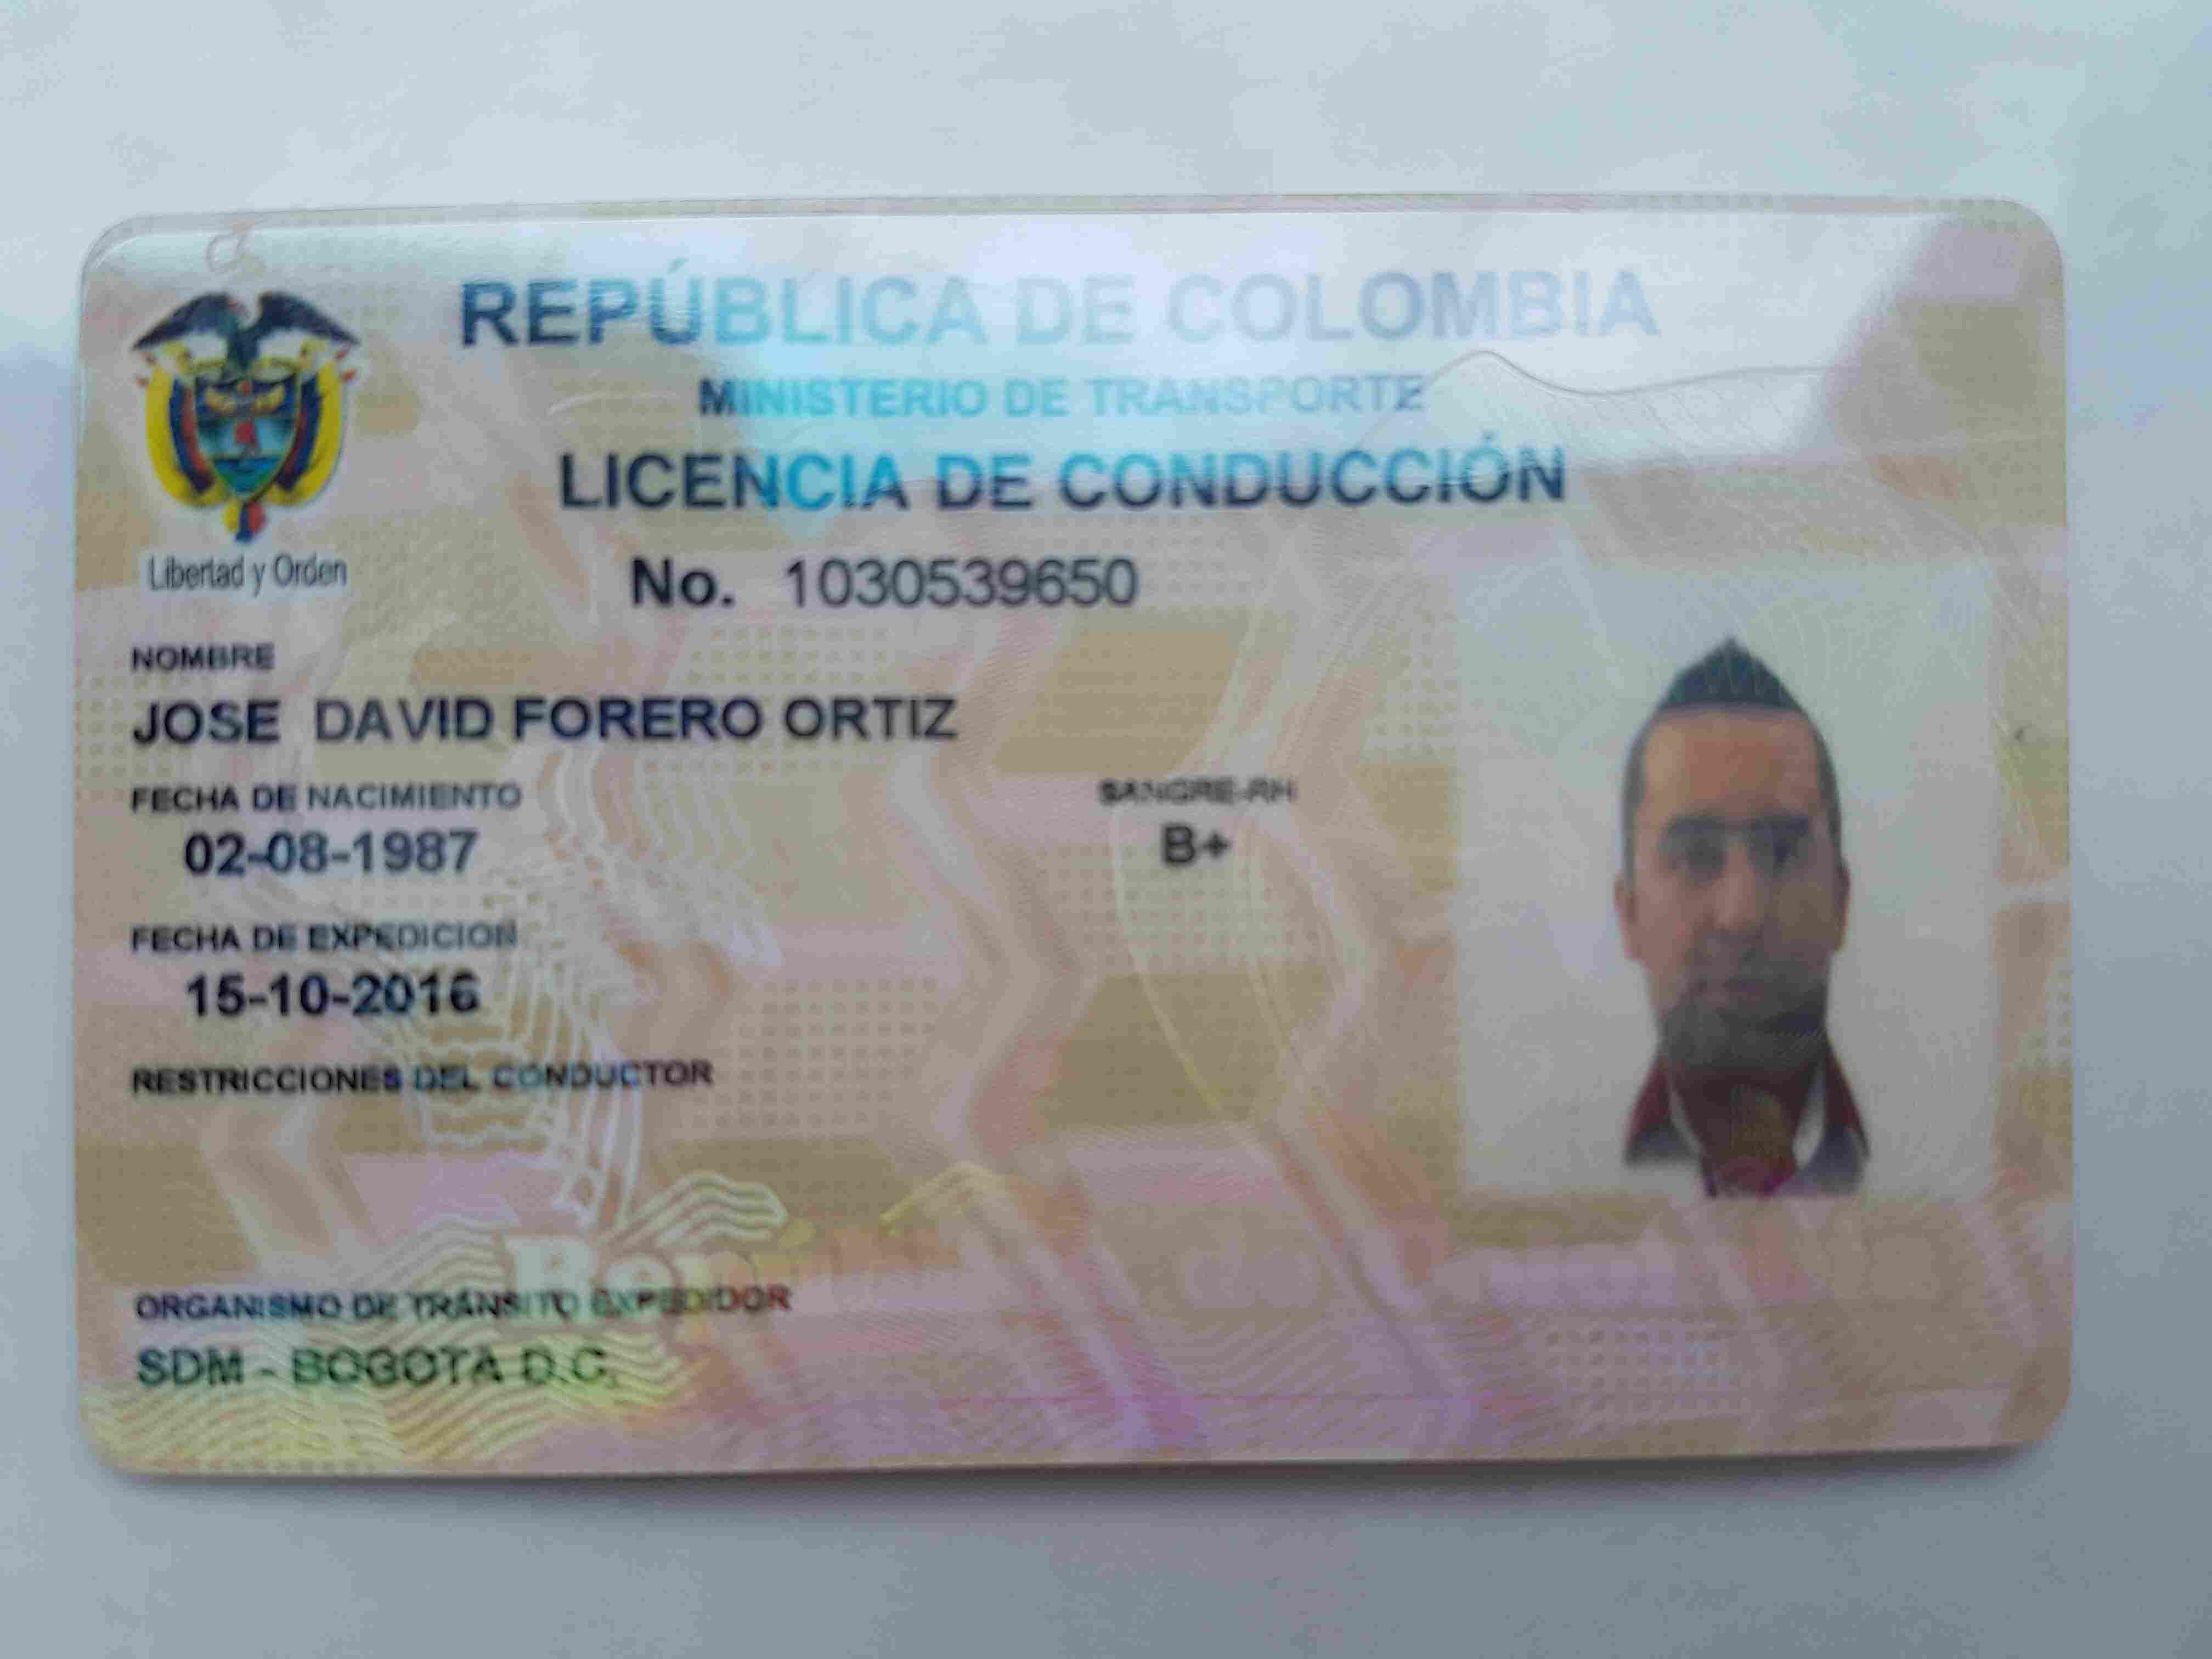 REPÚBLICA DE COLOMBIA
MINISTERIO DE TRANSPORTE
LICENCIA DE CONDUCCIÓN
Libertad y Orden
No. 1030539650
NOMBRE
JOSE DAVID FORERO ORTIZ
FECHA DE NACIMIENTO
02-08-1987
SANGRE-RH
B+
FECHA DE EXPEDICION
15-10-2016
RESTRICCIONES DEL CONDUCTOR
ORGANISMO DE TRÁNSITO EXPEDIDOR
SDM - BOGOTA D.C.